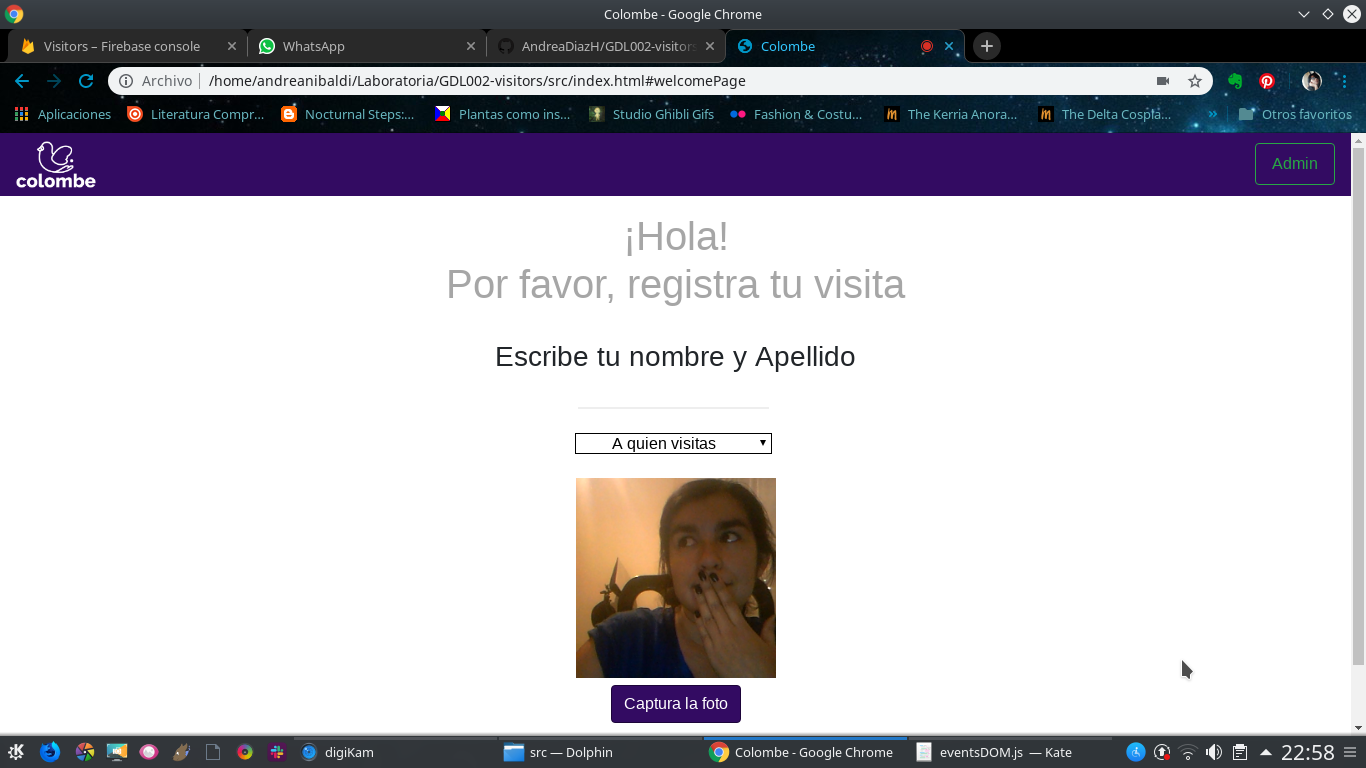 Colombe - Google Chrome
Visitors – Firebase console
WhatsApp
AndreaDiazH/GDL002-visitors
Colombe
Archivo
/home/andreanibaldi/Laboratoria/GDL002-visitors/src/index.html#welcomePage
Aplicaciones
Literatura Compr...
Nocturnal Steps:...
Plantas como ins...
Studio Ghibli Gifs
Fashion & Costu...
The Kerria Anora...
The Delta Cospla...
»
Otros favoritos
colombe
Admin
¡Hola!
Por favor, registra tu visita
Escribe tu nombre y Apellido
A quien visitas
Captura la foto
digiKam
src — Dolphin
Colombe - Google Chrome
eventsDOM.js — Kate
22:58